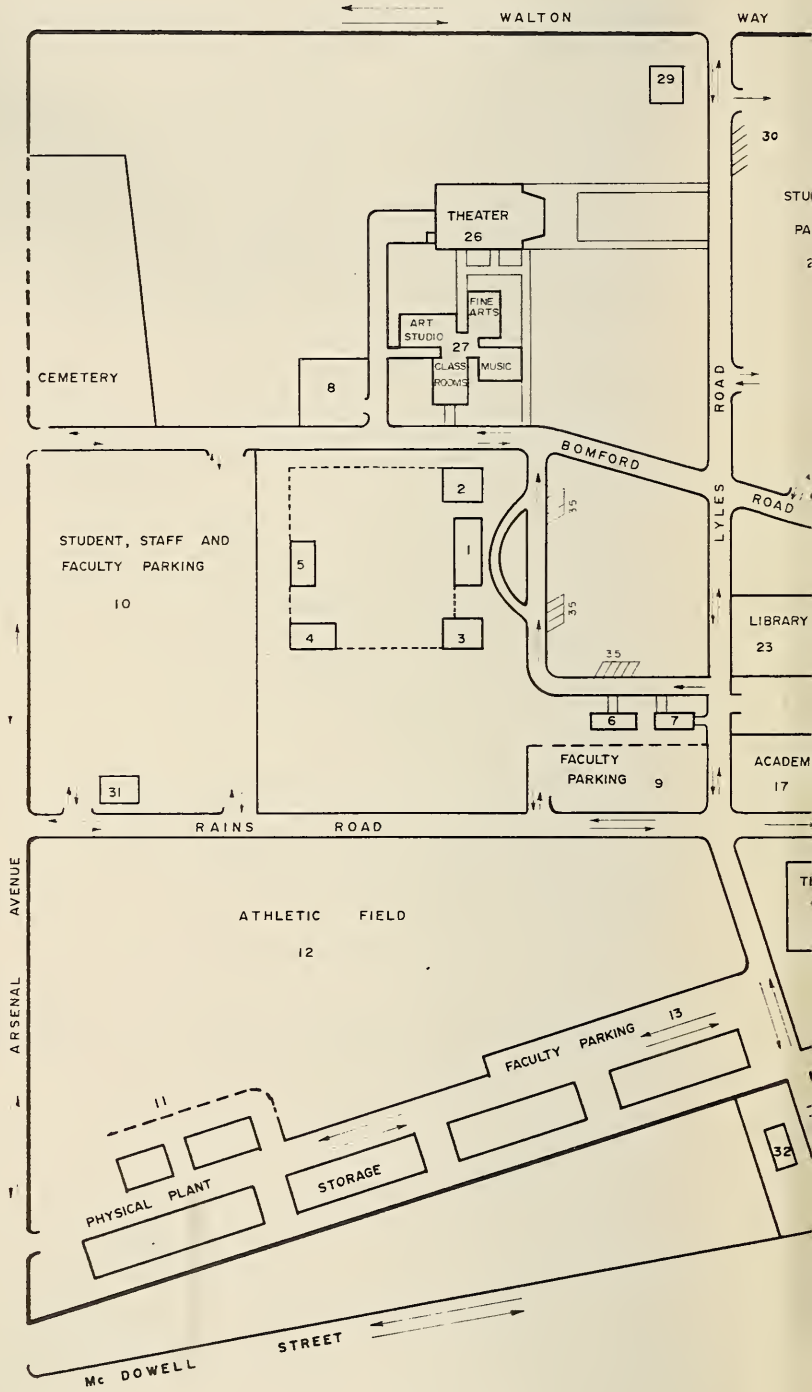 WALTON WAY
29
30
STU
PA
2
THEATER
26
FINE
ARTS
ART
STUDIO
27
CLASS
ROOMS
MUSIC
CEMETERY
8
ROAD
BOMFORD
ROAD
LYLES
2
35
1
5
STUDENT, STAFF AND
FACULTY PARKING
10
35
4
3
LIBRARY
23
35
6
7
FACULTY
PARKING 9
ACADEM
17
31
RAINS ROAD
ARSENAL AVENUE
ATHLETIC FIELD
12
13
FACULTY PARKING
11
STORAGE
PHYSICAL PLANT
32
Mc DOWELL STREET